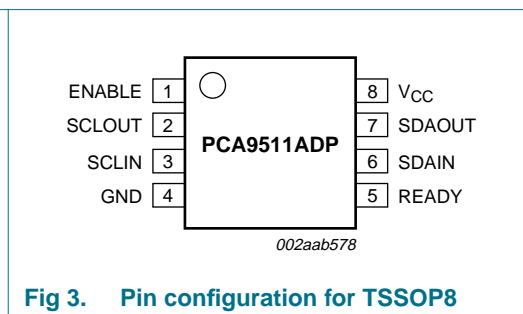 ENABLE 1 8 VCC
SCLOUT 2 7 SDAOUT
PCA9511ADP
SCLIN 3 6 SDAIN
GND 4 5 READY
002aab578
Fig 3. Pin configuration for TSSOP8